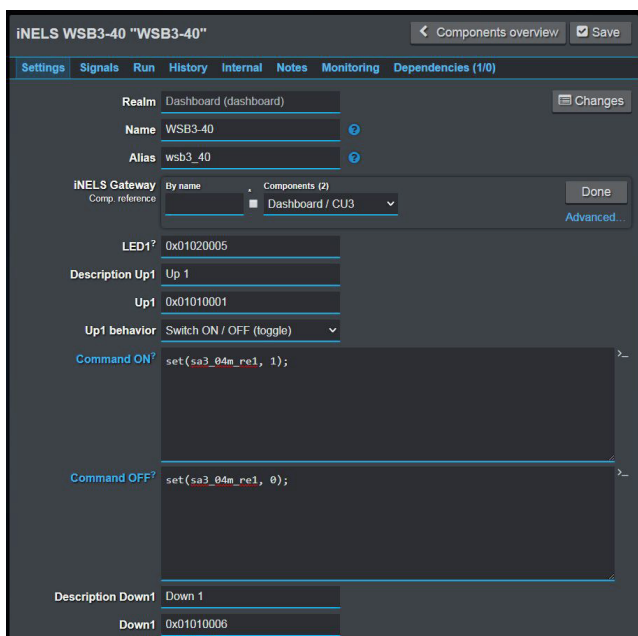 iNELS WSB3-40 "WSB3-40"
Components overview
Save
Settings Signals Run History Internal Notes Monitoring Dependencies (1/0)
Realm Dashboard (dashboard)
Changes
Name WSB3-40 ?
Alias wsb3_40 ?
iNELS Gateway By name Components (2)
Comp. reference Dashboard / CU3 Done
Advanced...
LED1? 0x01020005
Description Up1 Up 1
Up1 0x01010001
Up1 behavior Switch ON / OFF (toggle)
Command ON? set(sa3_04m_re1, 1); >_
Command OFF? set(sa3_04m_re1, 0); >_
Description Down1 Down 1
Down1 0x01010006